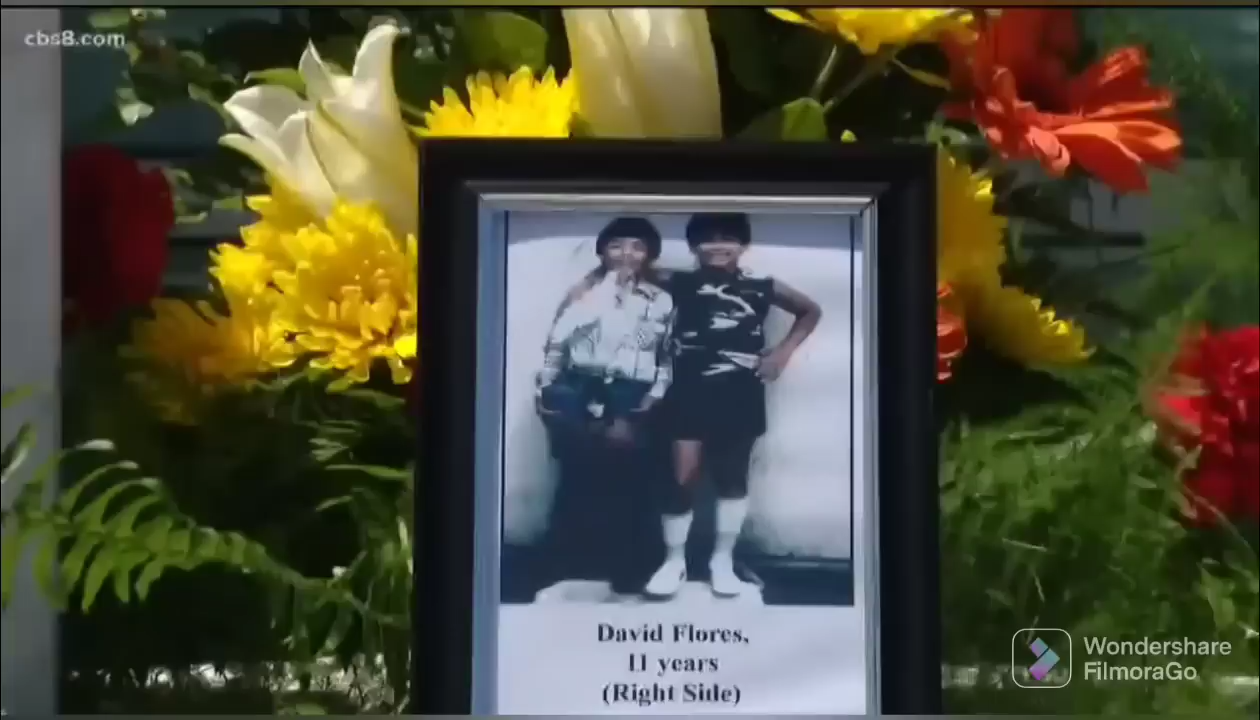 cbs8.com
David Flores,
11 years
(Right Side)
Wondershare
FilmoraGo